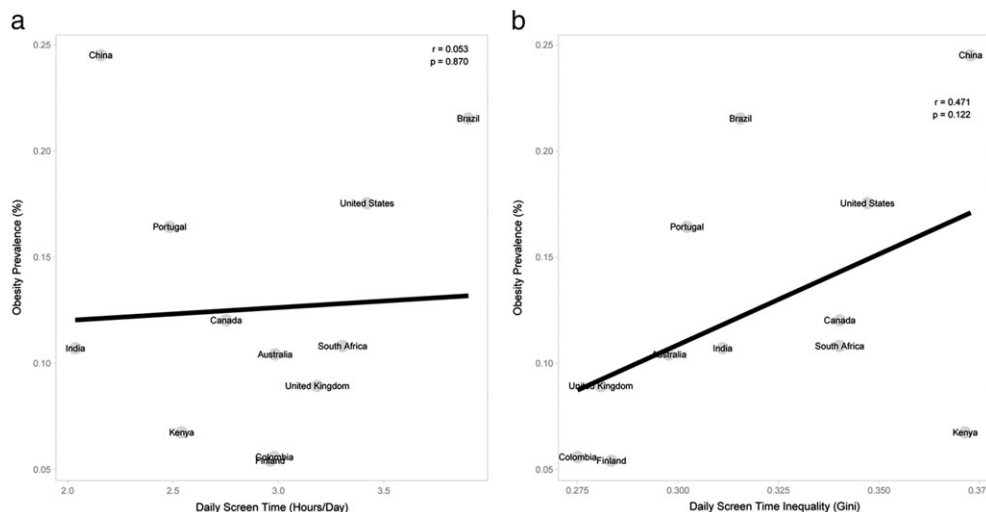 a
r = 0.053
p = 0.870
China
Brazil
United States
Portugal
Canada
India
South Africa
Australia
United Kingdom
Kenya
Colombia
Finland
0.25
0.20
0.15
0.10
0.05
Obesity Prevalence (%)
2.0 2.5 3.0 3.5
Daily Screen Time (Hours/Day)
b
China
r = 0.471
p = 0.122
Brazil
United States
Portugal
Canada
South Africa
Australia
India
United Kingdom
Kenya
Colombia
Finland
0.25
0.20
0.15
0.10
0.05
Obesity Prevalence (%)
0.275 0.300 0.325 0.350 0.37
Daily Screen Time Inequality (Gini)